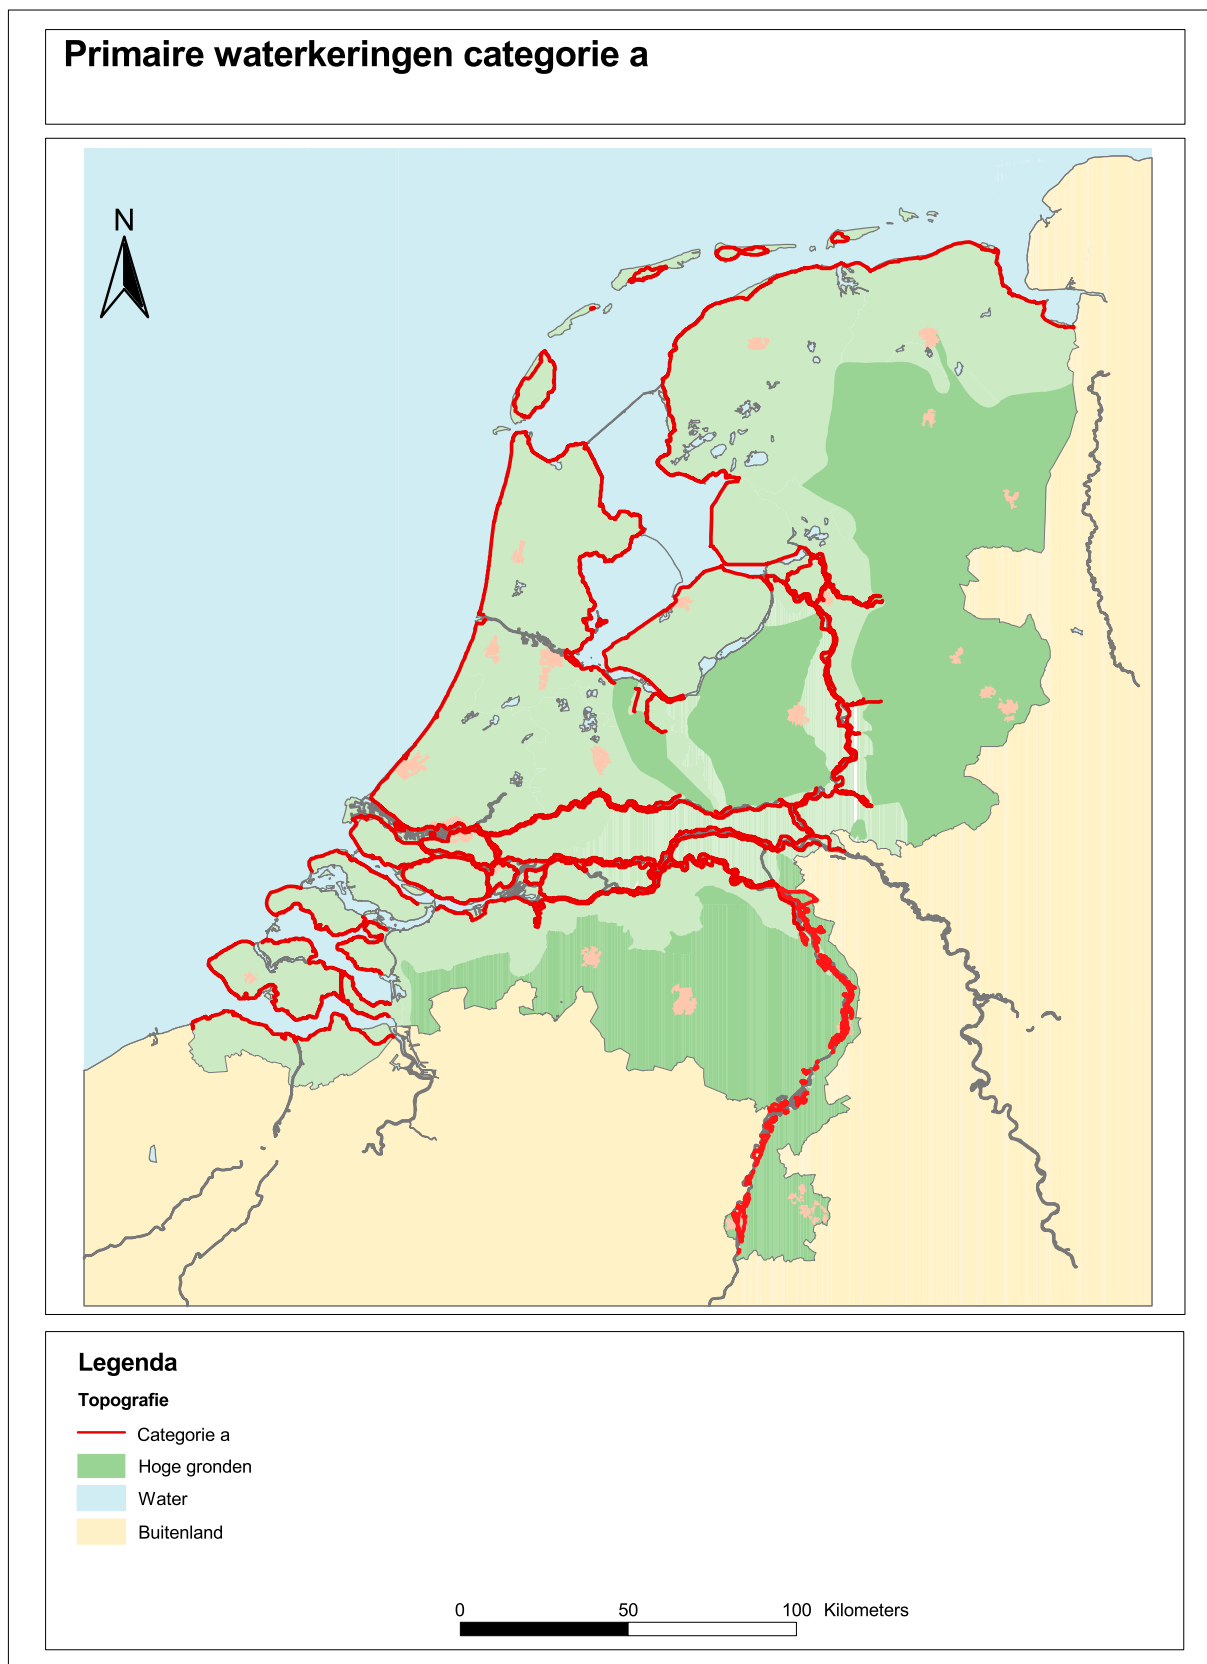 Primaire waterkeringen categorie a
N
Legenda
Topografie
Categorie a
Hoge gronden
Water
Buitenland
0 50 100 Kilometers